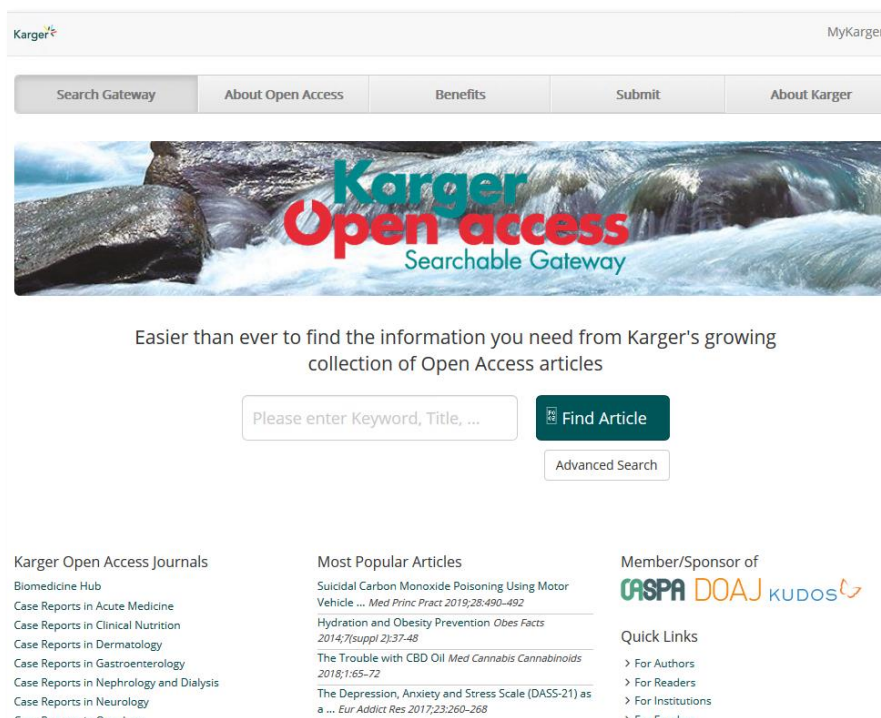 Karger
MyKarger
Search Gateway
About Open Access
Benefits
Submit
About Karger
Karger
Open access
Searchable Gateway
Easier than ever to find the information you need from Karger's growing
collection of Open Access articles
Please enter Keyword, Title, ...
Find Article
Advanced Search
Karger Open Access Journals
Biomedicine Hub
Case Reports in Acute Medicine
Case Reports in Clinical Nutrition
Case Reports in Dermatology
Case Reports in Gastroenterology
Case Reports in Nephrology and Dialysis
Case Reports in Neurology
Most Popular Articles
Suicidal Carbon Monoxide Poisoning Using Motor
Vehicle ... Med Princ Pract 2019;28:490–492
Hydration and Obesity Prevention Obes Facts
2014;7(suppl 2):37-48
The Trouble with CBD Oil Med Cannabis Cannabinoids
2018;1:65–72
The Depression, Anxiety and Stress Scale (DASS-21) as
a ... Eur Addict Res 2017;23:260–268
Member/Sponsor of
OASPA DOAJ KUDOS
Quick Links
> For Authors
> For Readers
> For Institutions